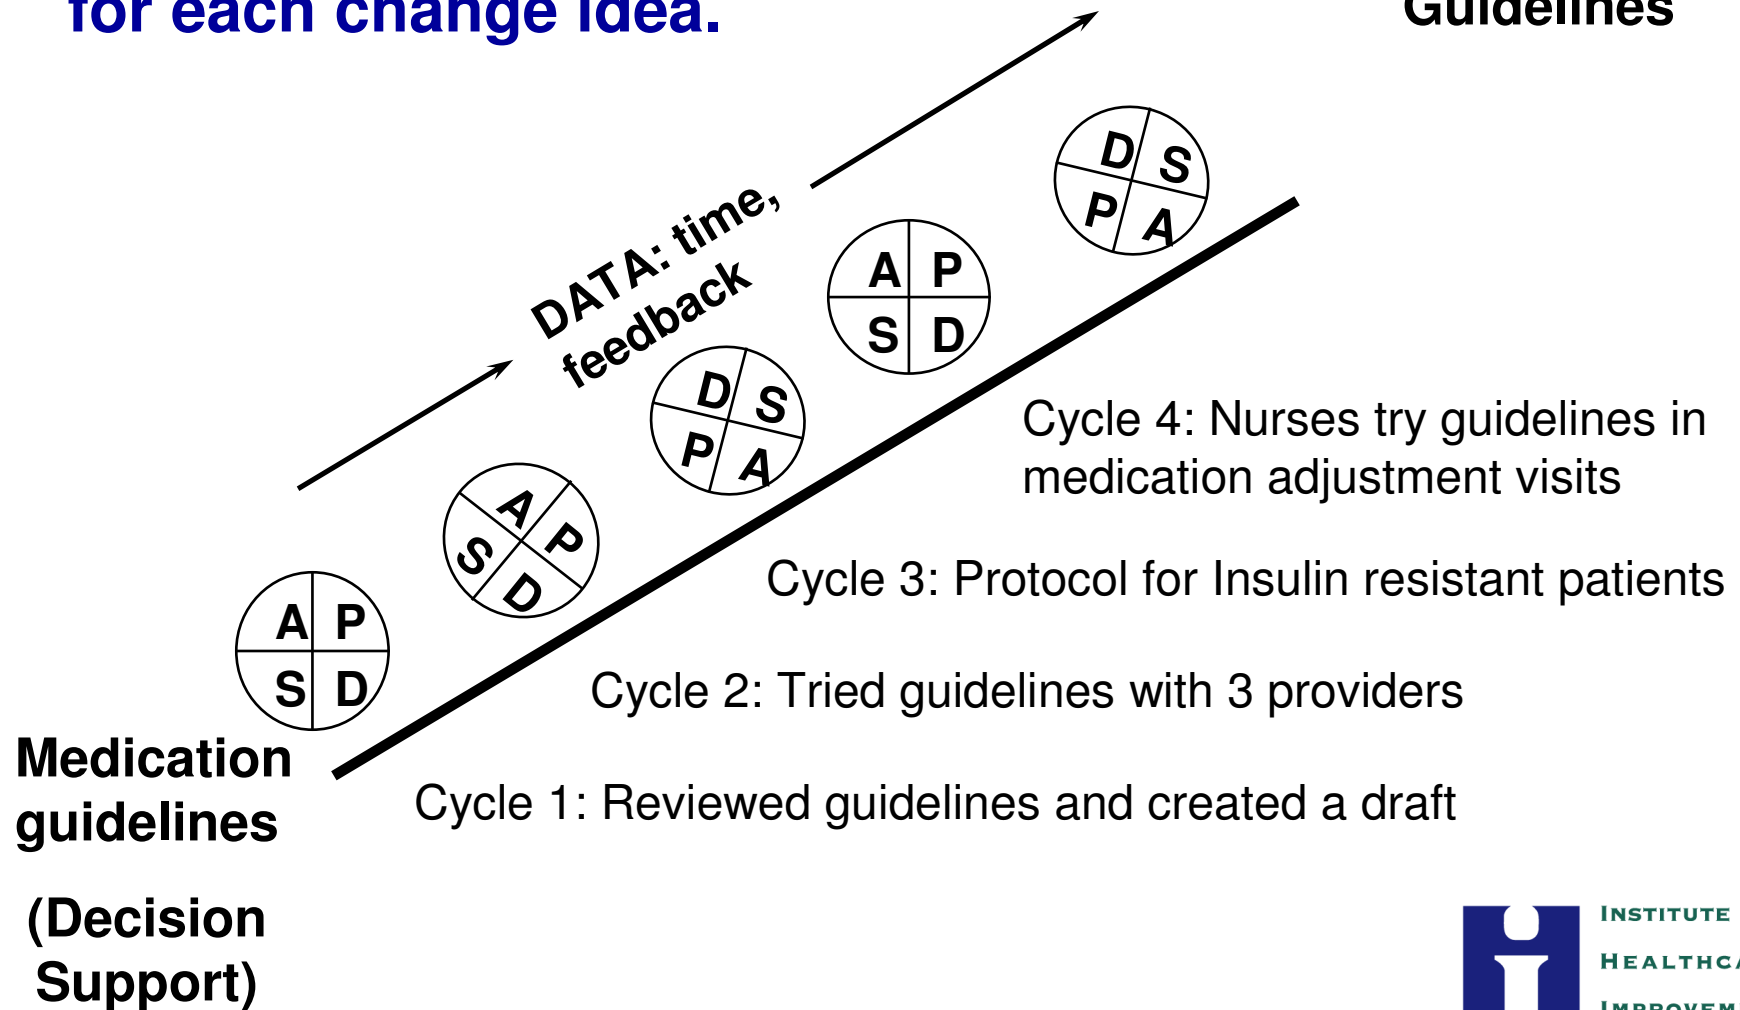 for each change idea.
Guidelines
DATA: time,
feedback
D S
P A
A P
S D
D S
P A
A P
S D
A P
S D
Cycle 4: Nurses try guidelines in
medication adjustment visits
Cycle 3: Protocol for Insulin resistant patients
Cycle 2: Tried guidelines with 3 providers
Cycle 1: Reviewed guidelines and created a draft
Medication
guidelines
(Decision
Support)
INSTITUTE